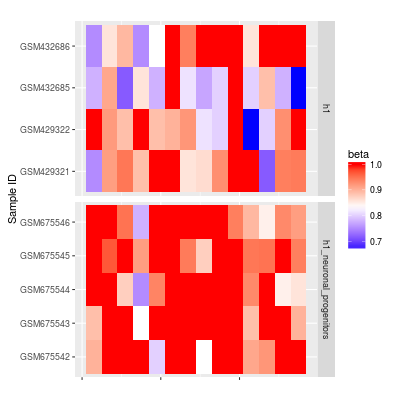 GSM432686
GSM432685
GSM429322
GSM429321
h1
GSM675546
GSM675545
GSM675544
GSM675543
GSM675542
h1_neuronal_progenitors
Sample ID
beta
1.0
0.9
0.8
0.7